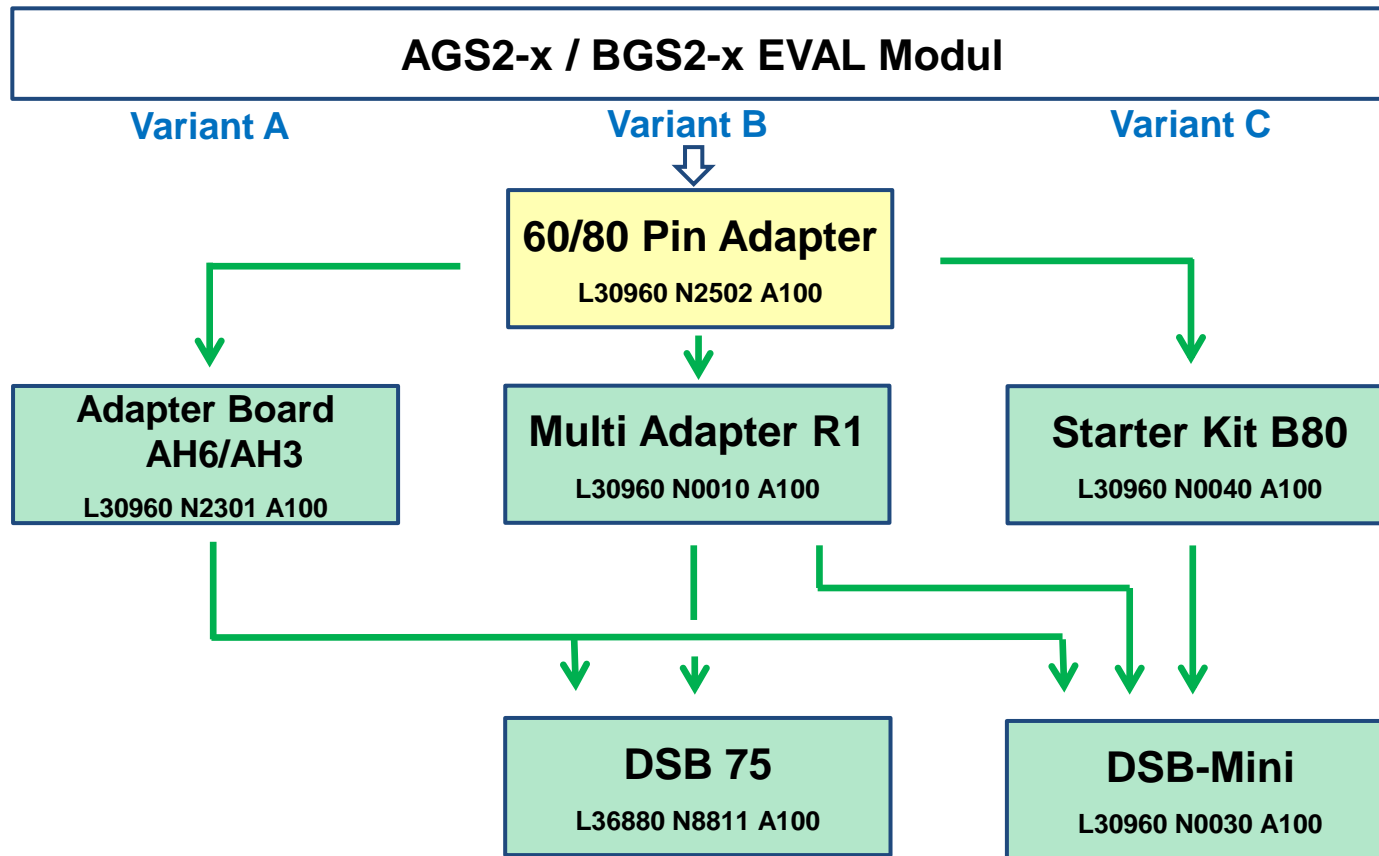 AGS2-x / BGS2-x EVAL Modul
Variant A
Variant B
Variant C
60/80 Pin Adapter
L30960 N2502 A100
Adapter Board
AH6/AH3
L30960 N2301 A100
Multi Adapter R1
L30960 N0010 A100
Starter Kit B80
L30960 N0040 A100
DSB 75
L36880 N8811 A100
DSB-Mini
L30960 N0030 A100